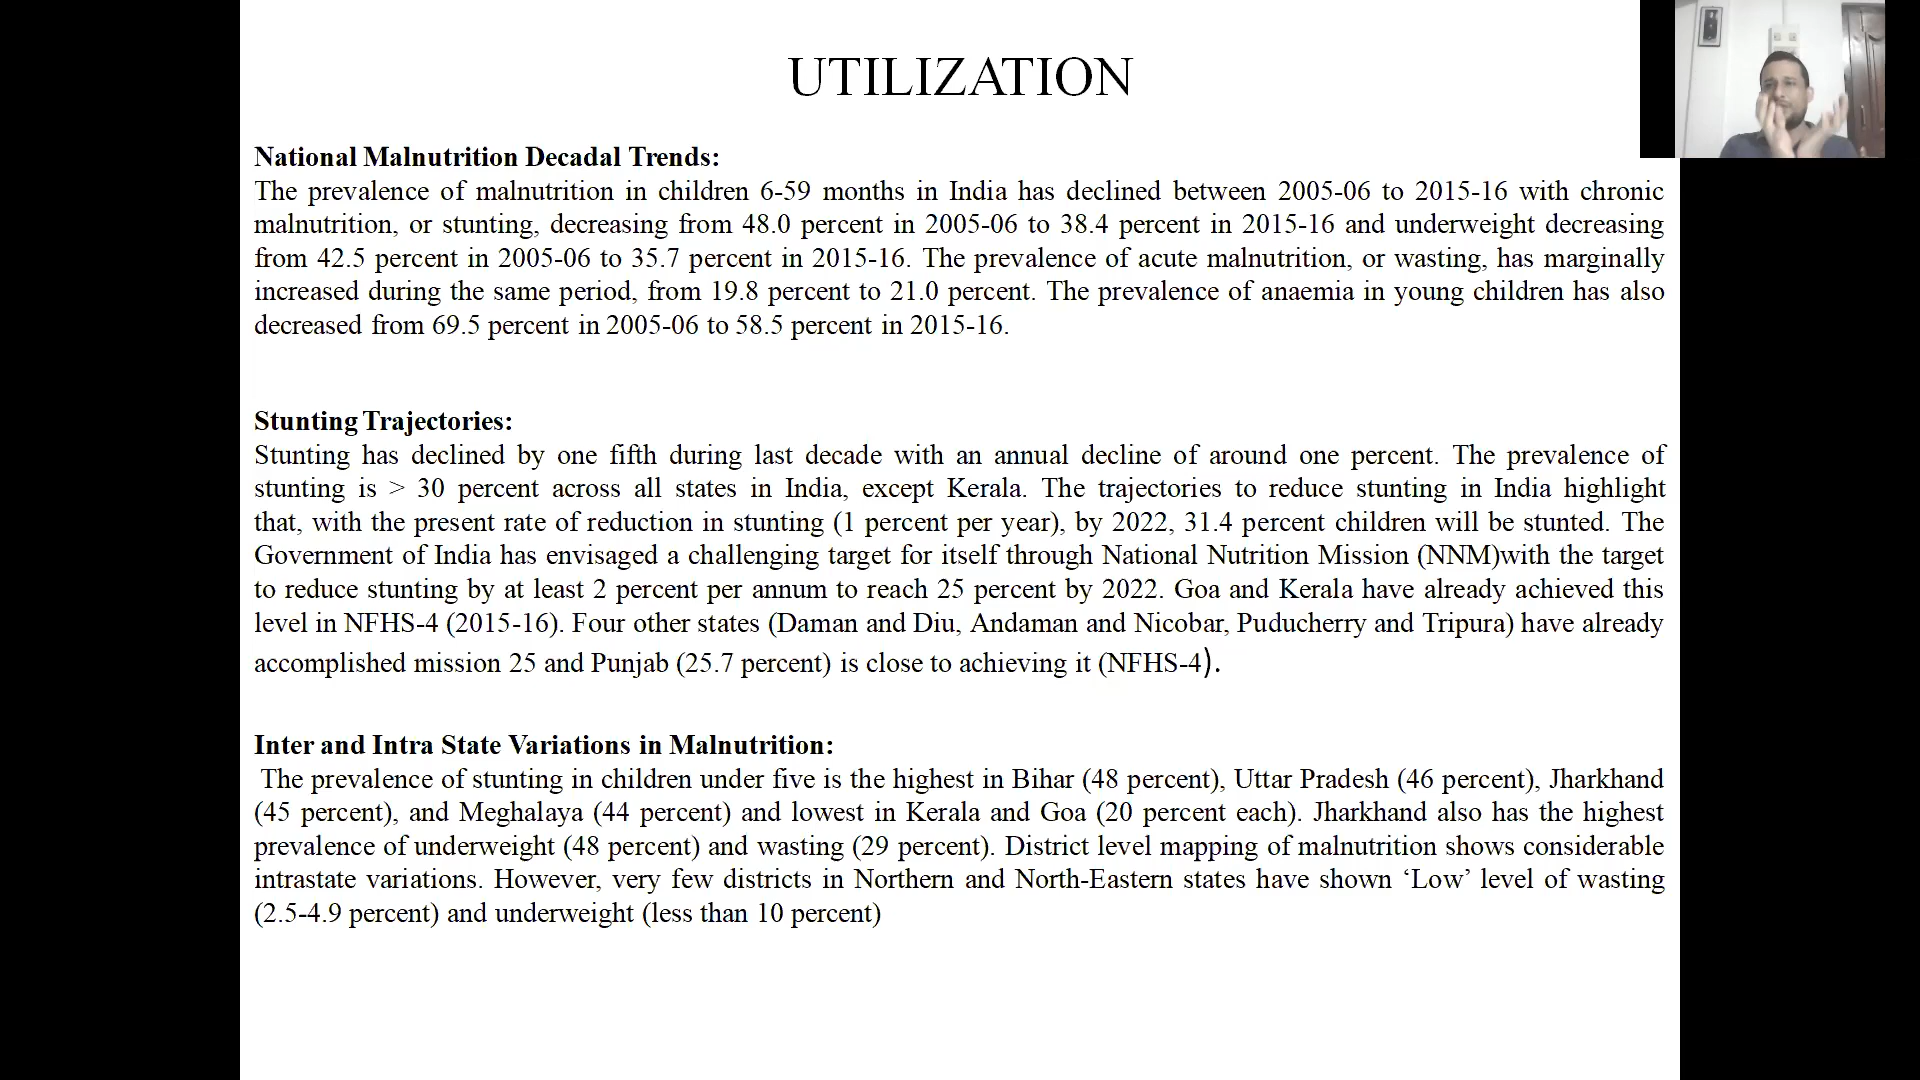 UTILIZATION
National Malnutrition Decadal Trends:
The prevalence of malnutrition in children 6-59 months in India has declined between 2005-06 to 2015-16 with chronic
malnutrition, or stunting, decreasing from 48.0 percent in 2005-06 to 38.4 percent in 2015-16 and underweight decreasing
from 42.5 percent in 2005-06 to 35.7 percent in 2015-16. The prevalence of acute malnutrition, or wasting, has marginally
increased during the same period, from 19.8 percent to 21.0 percent. The prevalence of anaemia in young children has also
decreased from 69.5 percent in 2005-06 to 58.5 percent in 2015-16.
Stunting Trajectories:
Stunting has declined by one fifth during last decade with an annual decline of around one percent. The prevalence of
stunting is > 30 percent across all states in India, except Kerala. The trajectories to reduce stunting in India highlight
that, with the present rate of reduction in stunting (1 percent per year), by 2022, 31.4 percent children will be stunted. The
Government of India has envisaged a challenging target for itself through National Nutrition Mission (NNM)with the target
to reduce stunting by at least 2 percent per annum to reach 25 percent by 2022. Goa and Kerala have already achieved this
level in NFHS-4 (2015-16). Four other states (Daman and Diu, Andaman and Nicobar, Puducherry and Tripura) have already
accomplished mission 25 and Punjab (25.7 percent) is close to achieving it (NFHS-4).
Inter and Intra State Variations in Malnutrition:
The prevalence of stunting in children under five is the highest in Bihar (48 percent), Uttar Pradesh (46 percent), Jharkhand
(45 percent), and Meghalaya (44 percent) and lowest in Kerala and Goa (20 percent each). Jharkhand also has the highest
prevalence of underweight (48 percent) and wasting (29 percent). District level mapping of malnutrition shows considerable
intrastate variations. However, very few districts in Northern and North-Eastern states have shown ‘Low’ level of wasting
(2.5-4.9 percent) and underweight (less than 10 percent)